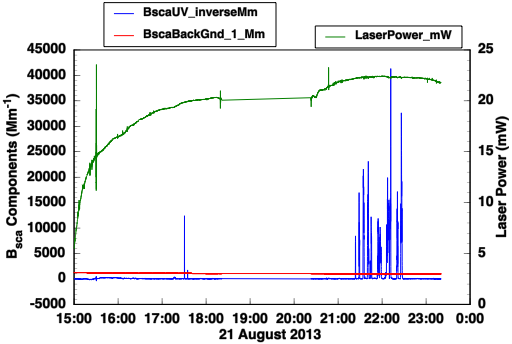 BscaUV_inverseMm
BscaBackGnd_1_Mm
LaserPower_mW
45000
40000
35000
30000
25000
20000
15000
10000
5000
0
-5000
Bsca Components (Mm-1)
25
20
15
10
5
0
Laser Power (mW)
15:00 16:00 17:00 18:00 19:00 20:00 21:00 22:00 23:00 0:00
21 August 2013